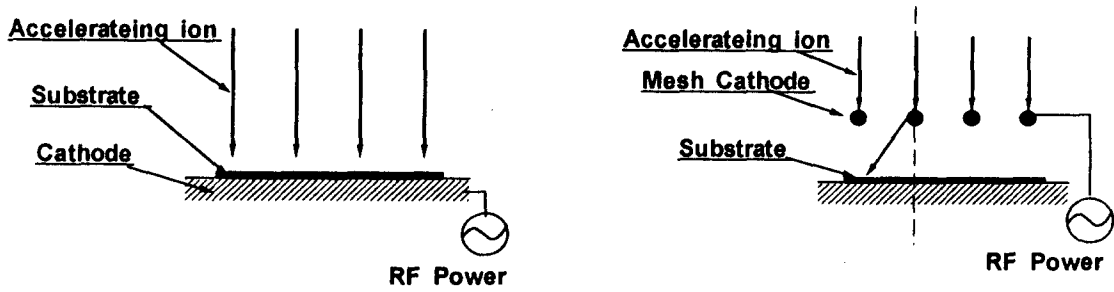 Accelerateing ion
Substrate
Cathode
RF Power
Accelerateing ion
Mesh Cathode
Substrate
RF Power